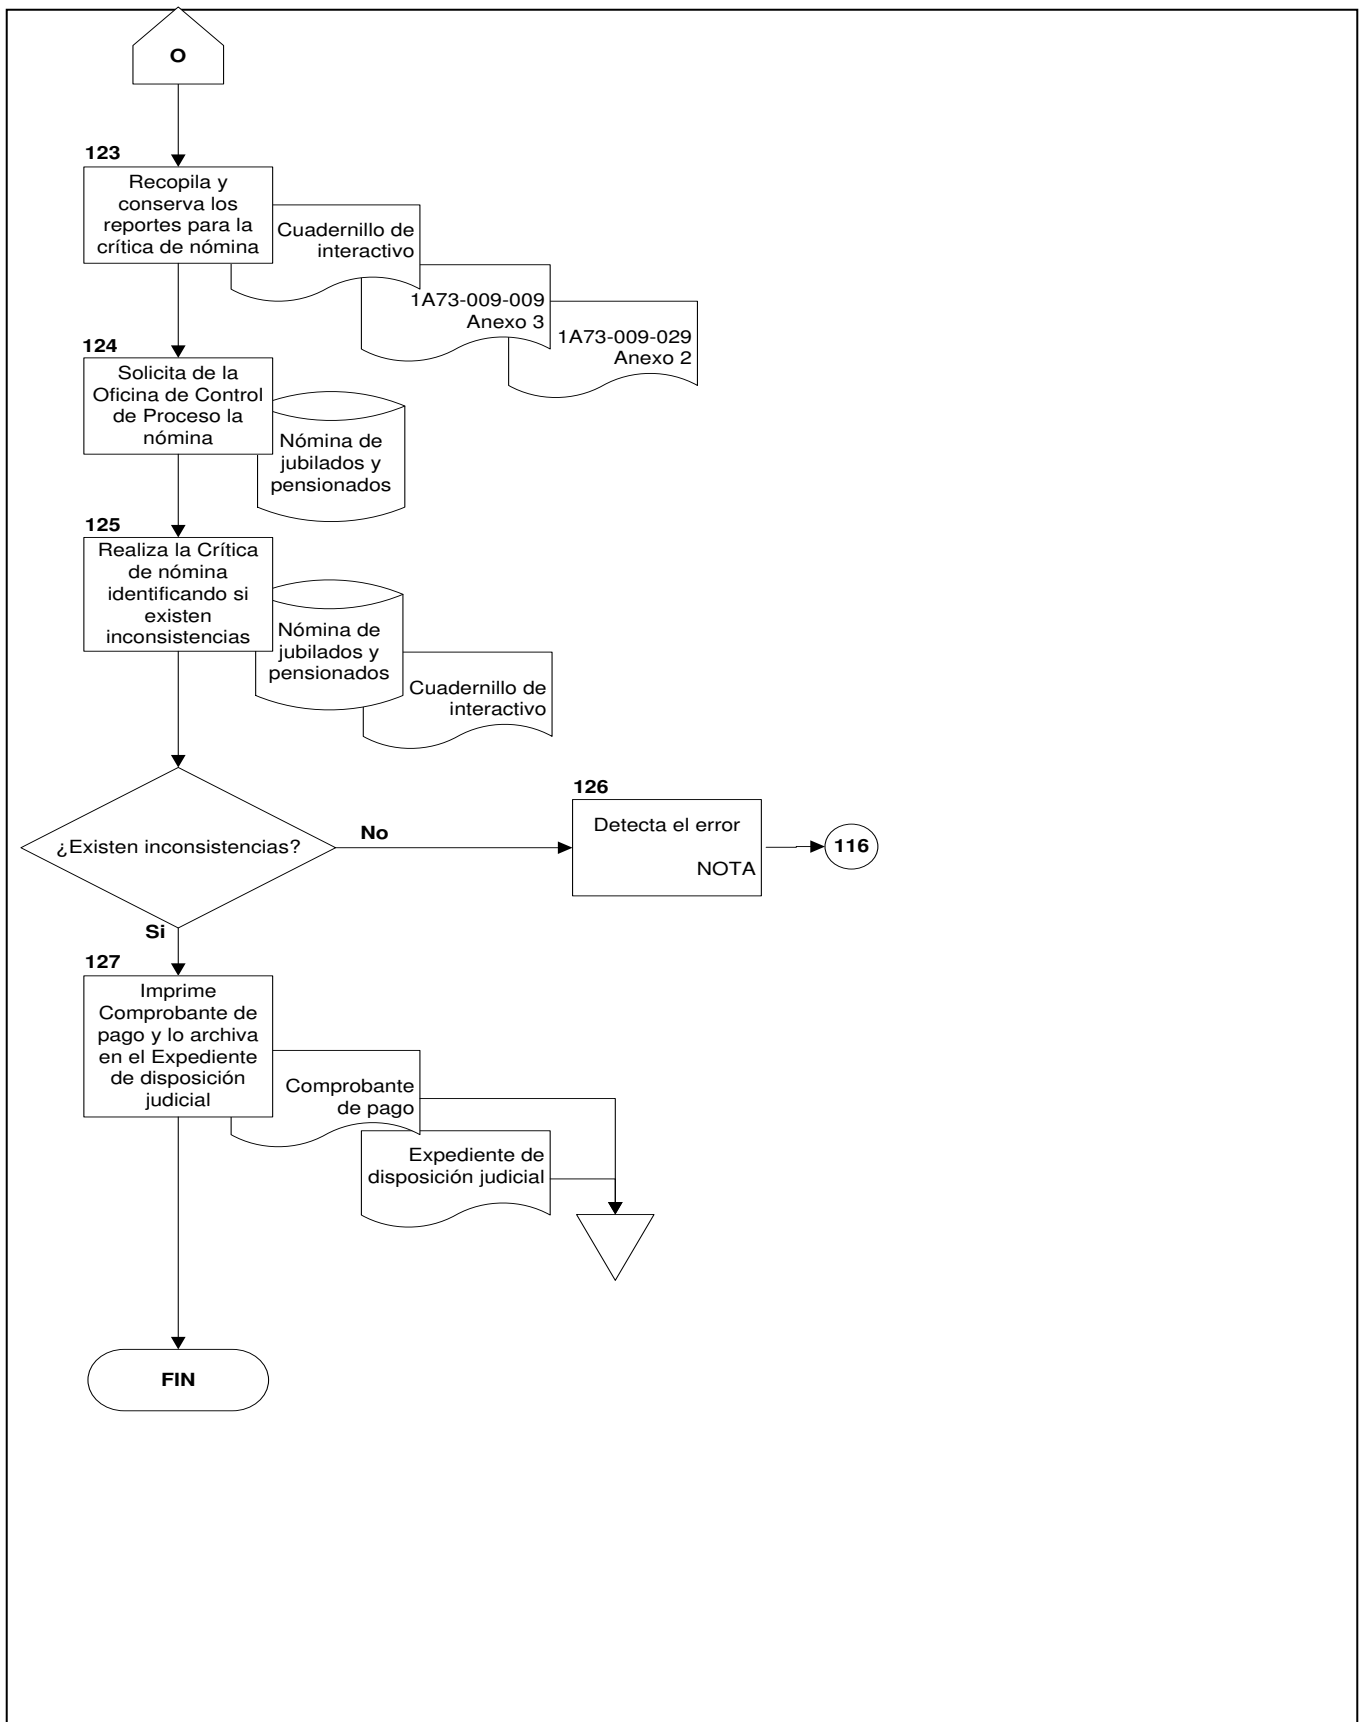 O
123
Recopila y
conserva los
reportes para la
crítica de nómina
Cuadernillo de
interactivo
1A73-009-009
Anexo 3
1A73-009-029
Anexo 2
124
Solicita de la
Oficina de Control
de Proceso la
nómina
Nómina de
jubilados y
pensionados
125
Realiza la Crítica
de nómina
identificando si
existen
inconsistencias
Nómina de
jubilados y
pensionados
Cuadernillo de
interactivo
¿Existen inconsistencias?
No
126
Detecta el error
NOTA
116
Si
127
Imprime
Comprobante de
pago y lo archiva
en el Expediente
de disposición
judicial
Comprobante
de pago
Expediente de
disposición judicial
FIN